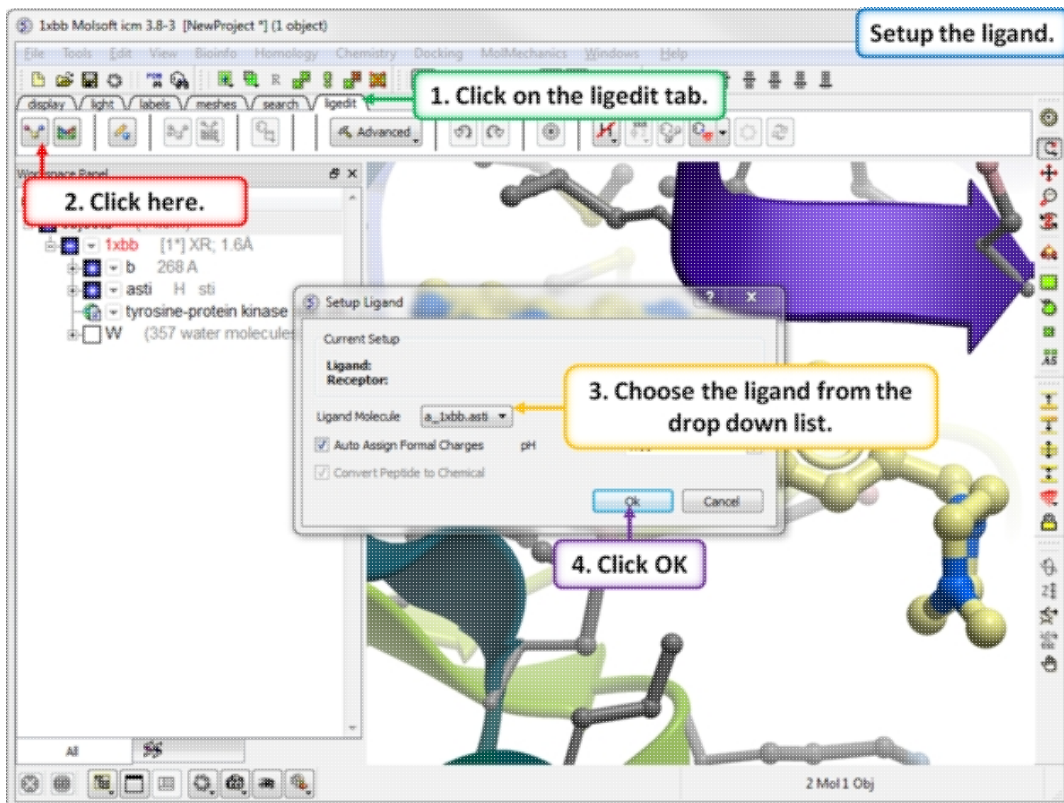 1xbb Molsoft icm 3.8-3 [NewProject *] (1 object)
Setup the ligand.
File Tools Edit View Bioinfo Homology Chemistry Docking MolMechanics Windows Help
1. Click on the ligedit tab.
display light labels meshes search ligedit
Advanced
2. Click here.
1xbb [1*] XR; 1.6Å
b 268 A
asti H sti
tyrosine-protein kinase
W (357 water molecules
Setup Ligand
Current Setup
Ligand:
Receptor:
3. Choose the ligand from the
drop down list.
Ligand Molecule a_1xbb.asti
Auto Assign Formal Charges pH
Convert Peptide to Chemical
Ok Cancel
4. Click OK
All
2 Mol 1 Obj